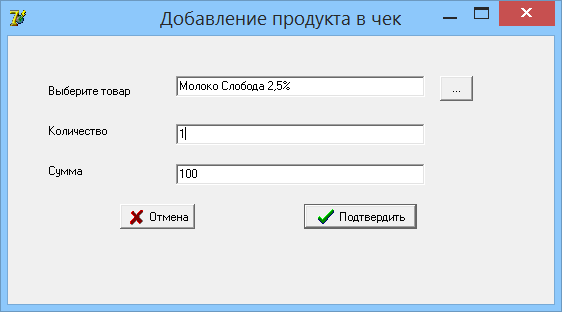 Добавление продукта в чек
Выберите товар
Молоко Слобода 2,5%
...
Количество
1
Сумма
100
Отмена
Подтвердить